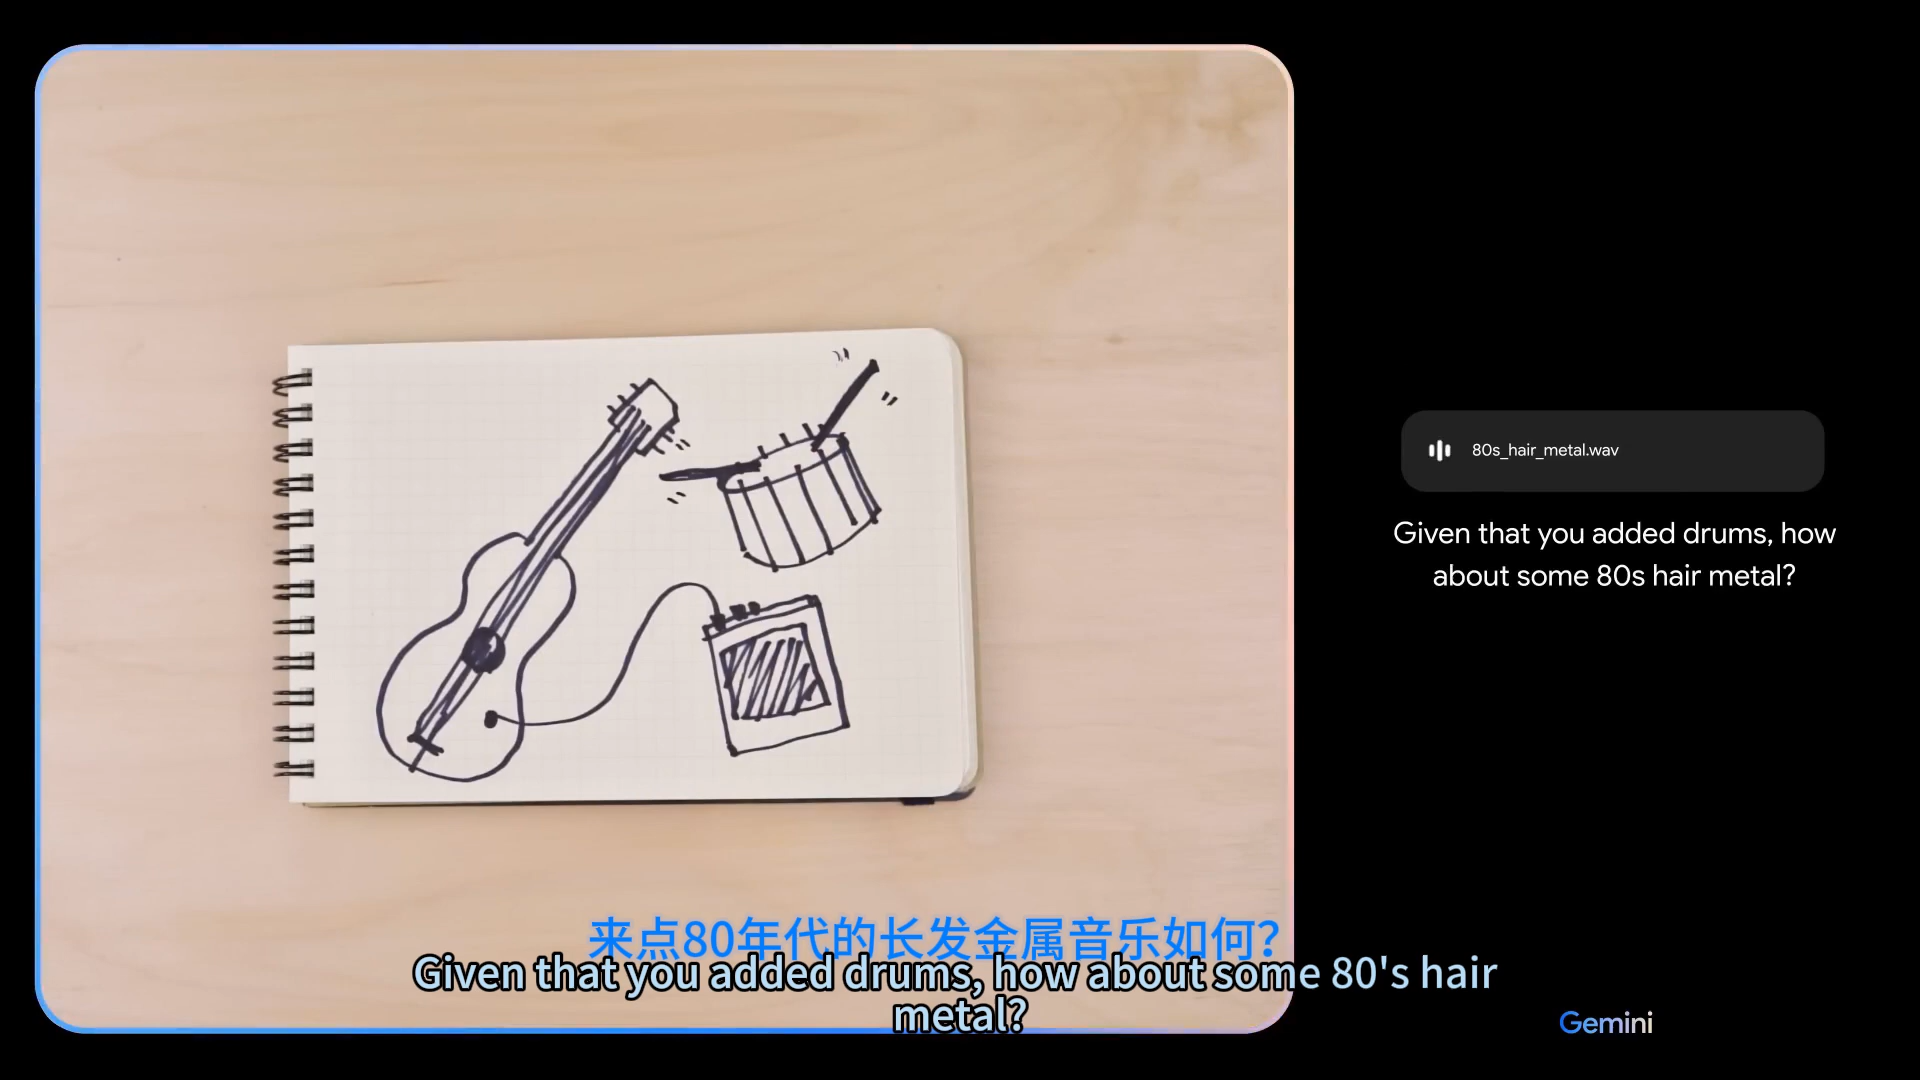 80s_hair_metal.wav
Given that you added drums, how
about some 80s hair metal?
来点80年代的长发金属音乐如何?
Given that you added drums, how about some 80's hair
metal?
Gemini